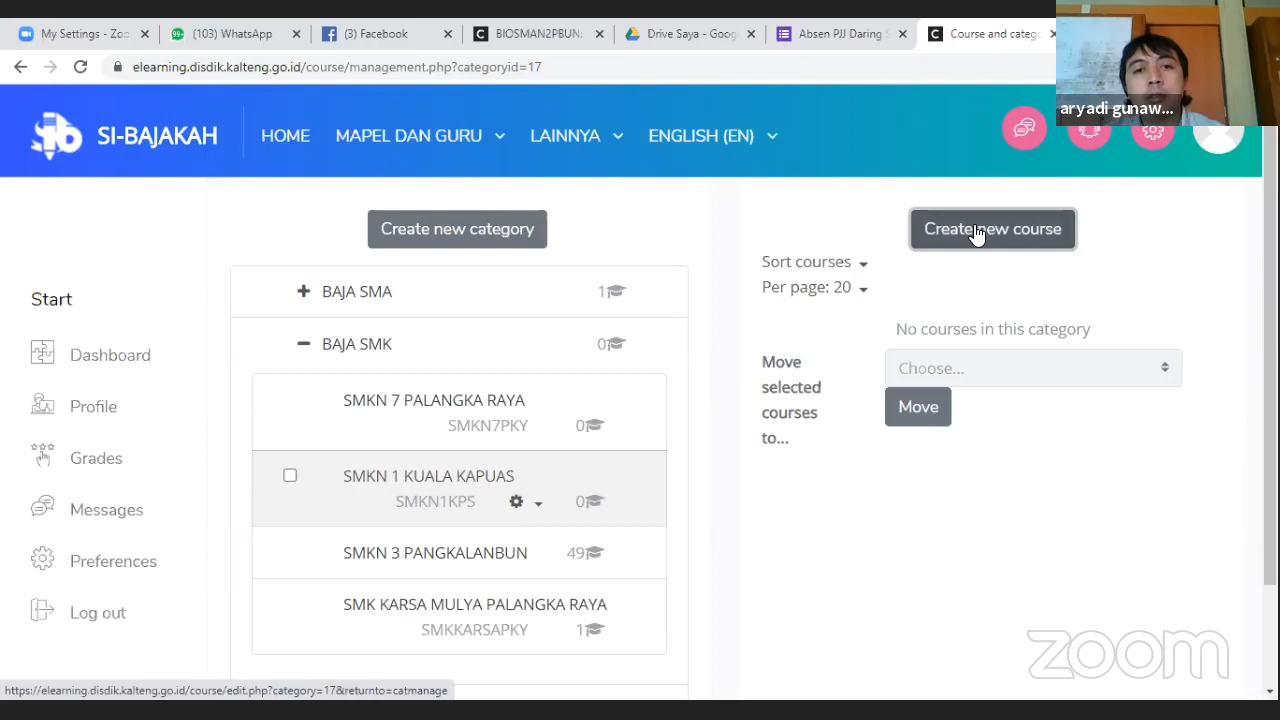 My Settings - Zoo
(103) WhatsApp
(3) Facebook
BIOSMAN2PBUN
Drive Saya - Goog
Absen PJJ Daring S
Course and catego
elearning.disdik.kalteng.go.id/course/management.php?categoryid=17
aryadi gunaw...
SI-BAJAKAH
HOME
MAPEL DAN GURU
LAINNYA
ENGLISH (EN)
Create new category
Create new course
Sort courses
Per page: 20
Start
Dashboard
Profile
Grades
Messages
Preferences
Log out
BAJA SMA
1
BAJA SMK
0
SMKN 7 PALANGKA RAYA
SMKN7PKY
0
SMKN 1 KUALA KAPUAS
SMKN1KPS
0
SMKN 3 PANGKALANBUN
49
SMK KARSA MULYA PALANGKA RAYA
SMKKARSAPKY
1
No courses in this category
Move
selected
courses
to...
Choose...
Move
zoom
https://elearning.disdik.kalteng.go.id/course/edit.php?category=17&returnto=catmanage